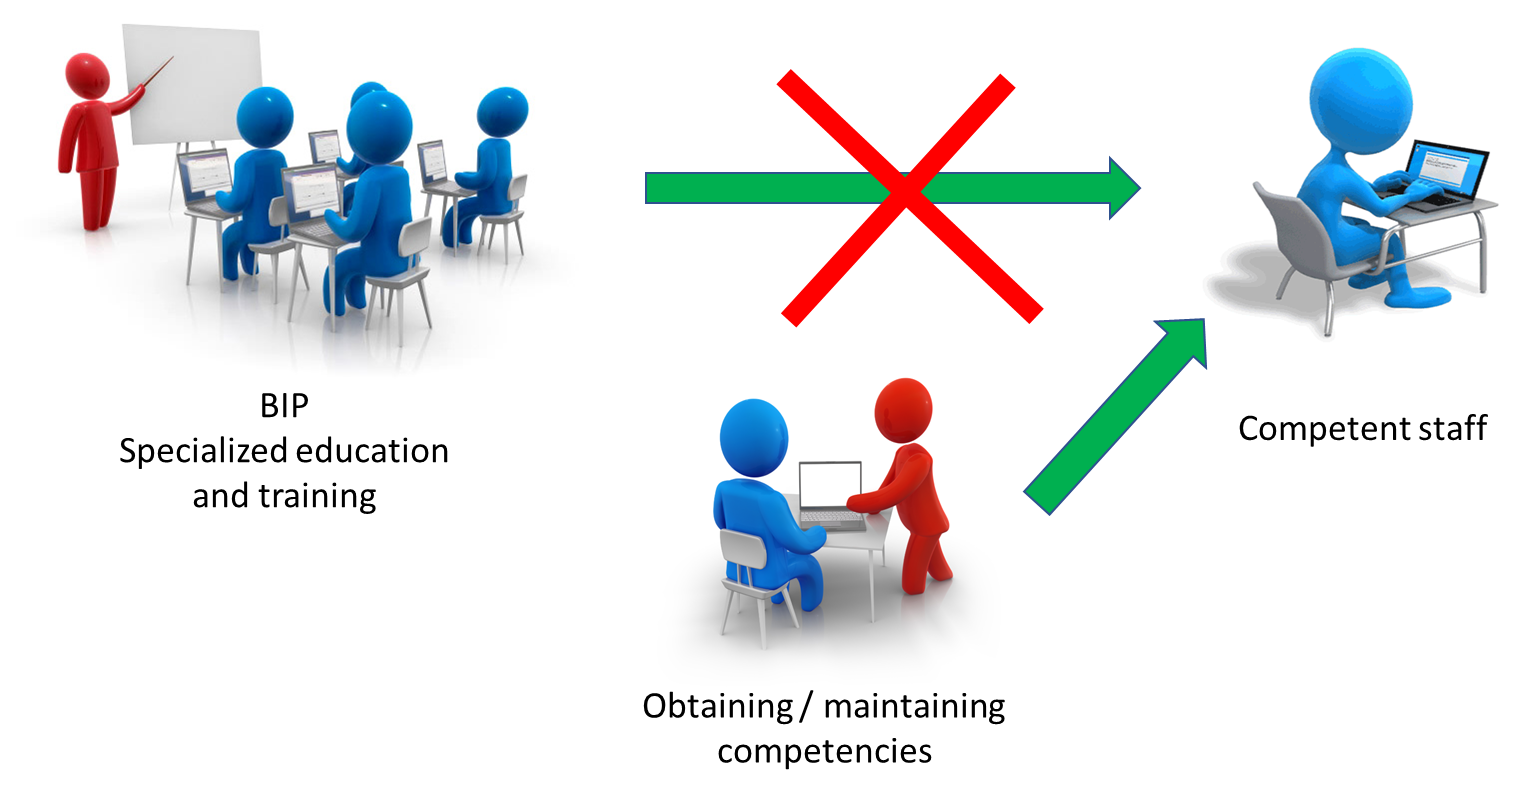 BIP
Specialized education
and training
Competent staff
Obtaining / maintaining
competencies